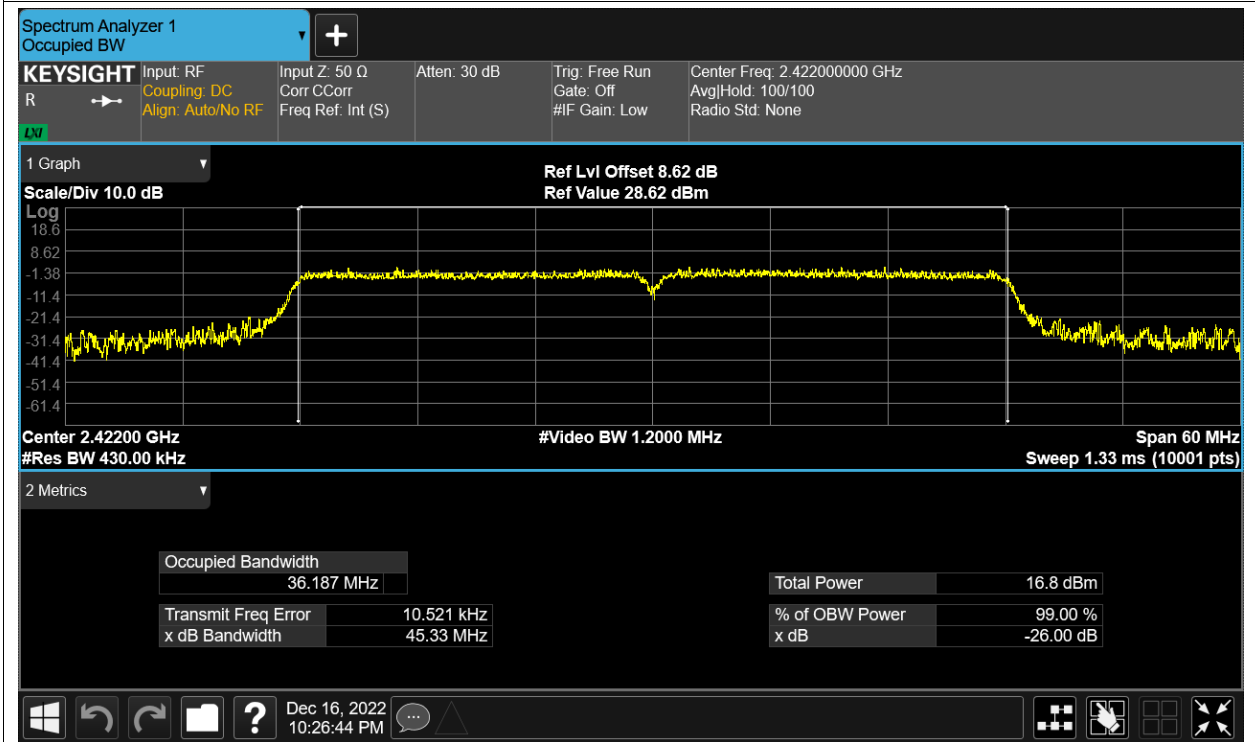 Spectrum Analyzer 1
Occupied BW
KEYSIGHT
R
LXI
Input: RF
Coupling: DC
Align: Auto/No RF
Input Z: 50 Ω
Corr CCorr
Freq Ref: Int (S)
Atten: 30 dB
Trig: Free Run
Gate: Off
#IF Gain: Low
Center Freq: 2.422000000 GHz
Avg|Hold: 100/100
Radio Std: None
1 Graph
Scale/Div 10.0 dB
Ref Lvl Offset 8.62 dB
Ref Value 28.62 dBm
Log
18.6
8.62
-1.38
-11.4
-21.4
-31.4
-41.4
-51.4
-61.4
Center 2.42200 GHz
#Res BW 430.00 kHz
#Video BW 1.2000 MHz
Span 60 MHz
Sweep 1.33 ms (10001 pts)
2 Metrics
Occupied Bandwidth
36.187 MHz
Transmit Freq Error 10.521 kHz
x dB Bandwidth 45.33 MHz
Total Power 16.8 dBm
% of OBW Power 99.00 %
x dB -26.00 dB
?
Dec 16, 2022
10:26:44 PM